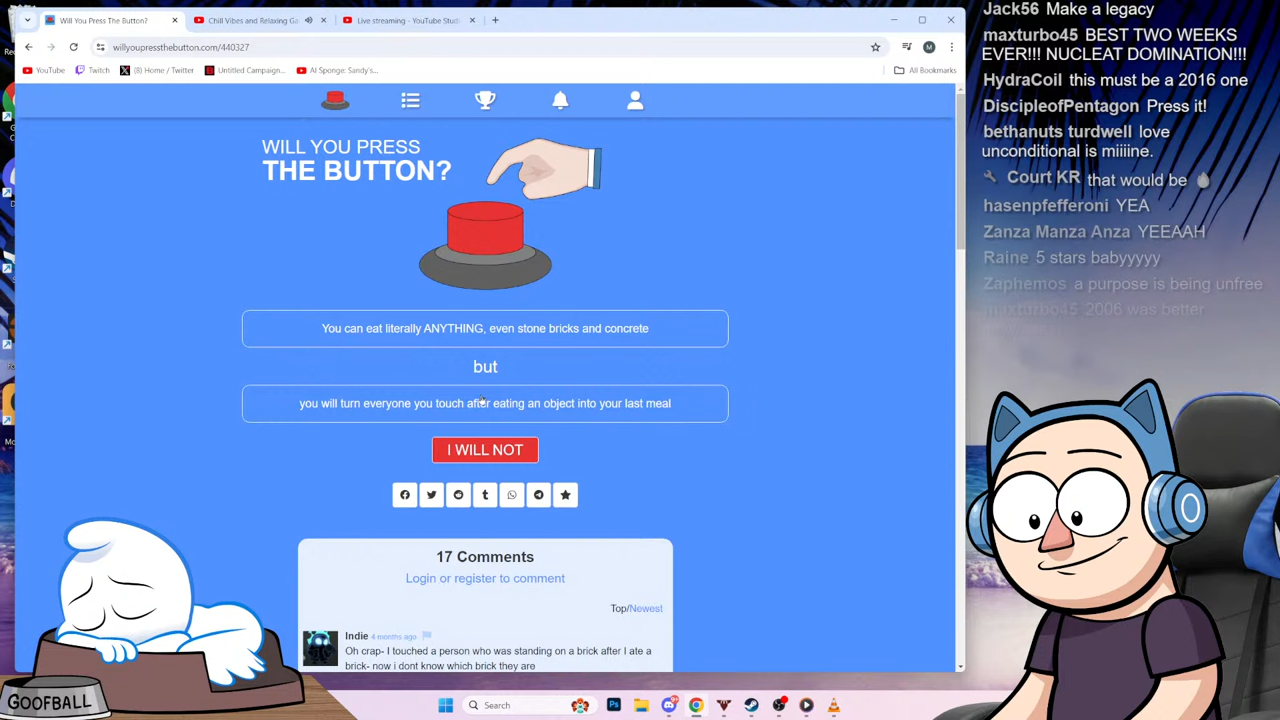 Will You Press The Button?
Chill Vibes and Relaxing Ga
Live streaming - YouTube Stud
willyoupressthebutton.com/440327
M
YouTube
Twitch
(8) Home / Twitter
Untitled Campaign...
AI Sponge: Sandy's...
All Bookmarks
WILL YOU PRESS
THE BUTTON?
You can eat literally ANYTHING, even stone bricks and concrete
but
you will turn everyone you touch after eating an object into your last meal
I WILL NOT
17 Comments
Login or register to comment
Top/Newest
Indie 4 months ago
Oh crap- I touched a person who was standing on a brick after I ate a
brick- now i dont know which brick they are
GOOFBALL
Search
Jack56 Make a legacy
maxturbo45 BEST TWO WEEKS
EVER!!! NUCLEAT DOMINATION!!!
HydraCoil this must be a 2016 one
DiscipleofPentagon Press it!
bethanuts turdwell love
unconditional is miiiine.
Court KR that would be
hasenpfefferoni YEA
Zanza Manza Anza YEEAAH
Raine 5 stars babyyyyy
Zaphemos a purpose is being unfree
maxturbo45 2006 was better